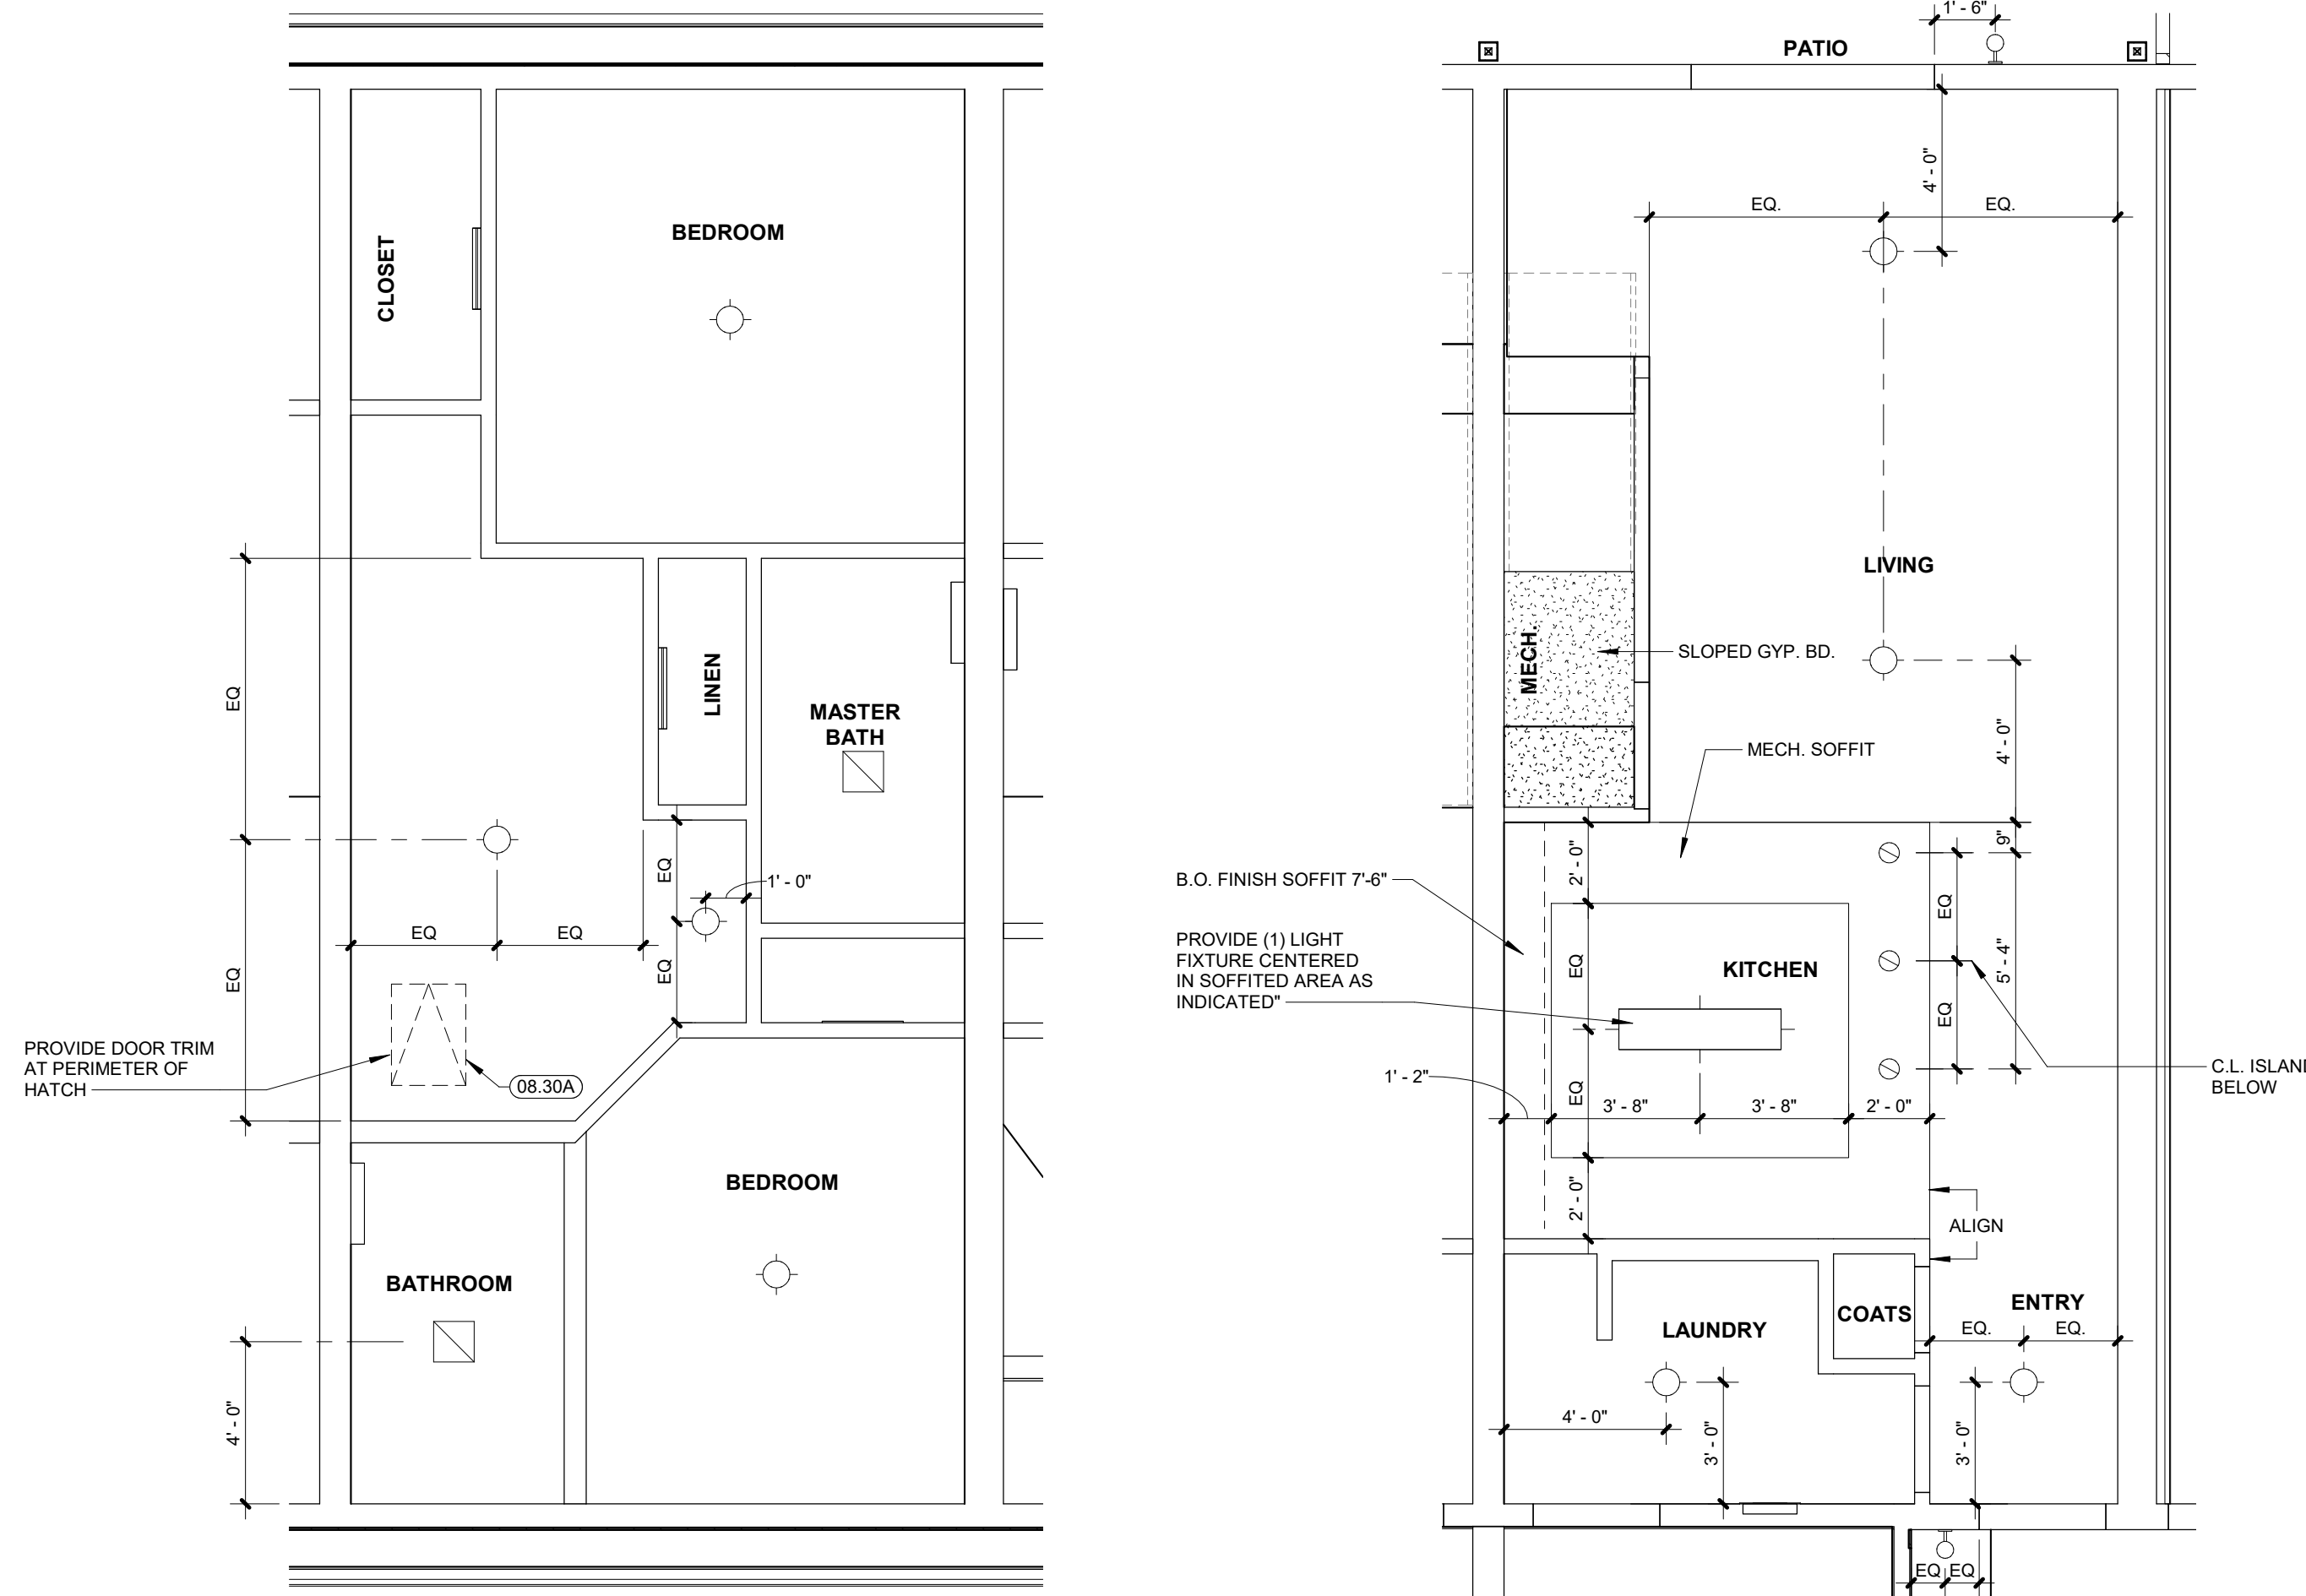 CLOSET
BEDROOM
LINEN
MASTER
BATH
EQ
EQ
EQ
EQ
EQ
EQ
1' - 0"
PROVIDE DOOR TRIM
AT PERIMETER OF
HATCH
08.30A
BEDROOM
BATHROOM
4' - 0"
1' - 6"
PATIO
4' - 0"
EQ.
EQ.
LIVING
MECH.
SLOPED GYP. BD.
MECH. SOFFIT
4' - 0"
9"
2' - 0"
B.O. FINISH SOFFIT 7'-6"
PROVIDE (1) LIGHT
FIXTURE CENTERED
IN SOFFITED AREA AS
INDICATED"
EQ
KITCHEN
EQ
5' - 4"
EQ
EQ
1' - 2"
3' - 8"
3' - 8"
2' - 0"
C.L. ISLAN
BELOW
2' - 0"
ALIGN
LAUNDRY
COATS
ENTRY
EQ.
EQ.
4' - 0"
3' - 0"
3' - 0"
EQ
EQ